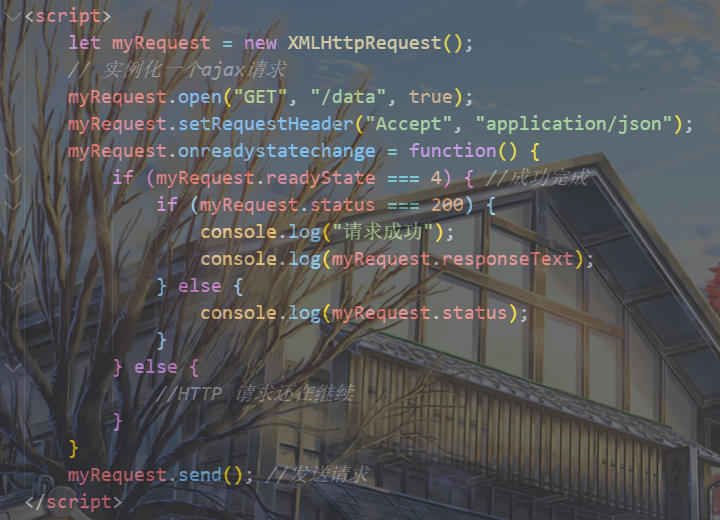 <script>
let myRequest = new XMLHttpRequest();
// 实例化一个ajax请求
myRequest.open("GET", "/data", true);
myRequest.setRequestHeader("Accept", "application/json");
myRequest.onreadystatechange = function() {
if (myRequest.readyState === 4) { //成功完成
if (myRequest.status === 200) {
console.log("请求成功");
console.log(myRequest.responseText);
} else {
console.log(myRequest.status);
}
} else {
//HTTP 请求还在继续
}
}
myRequest.send(); //发送请求
</script>